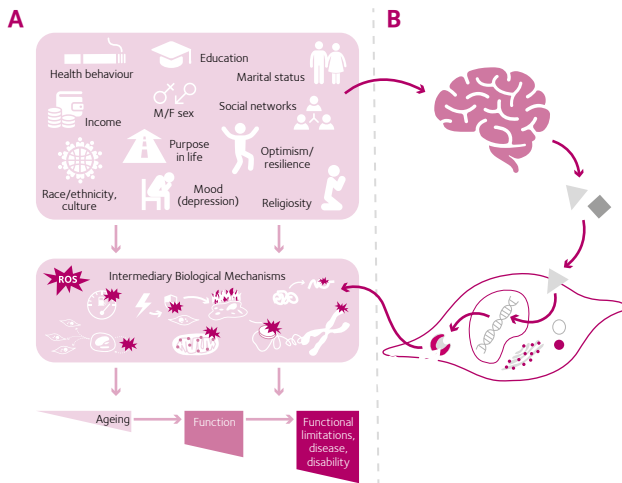 A
B
Health behaviour
Education
Marital status
Income
M/F sex
Social networks
Purpose
in life
Optimism/
resilience
Race/ethnicity,
culture
Mood
(depression)
Religiosity
ROS
Intermediary Biological Mechanisms
Ageing
Function
Functional
limitations,
disease,
disability